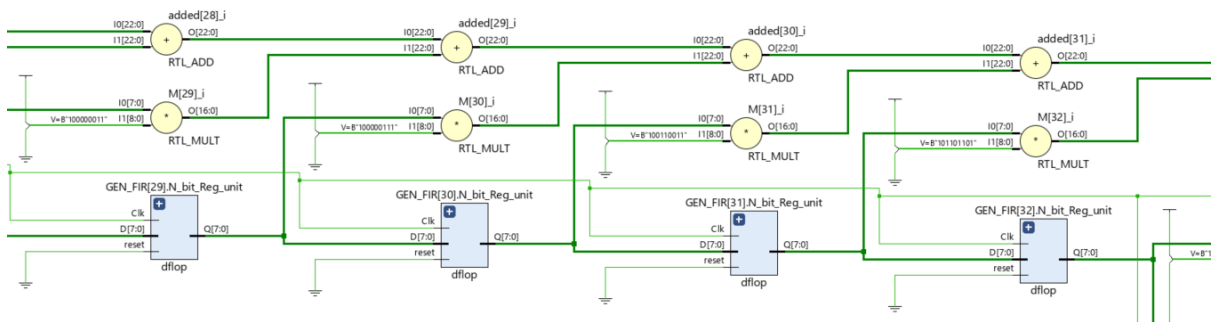 added[28]_i
I0[22:0]
I1[22:0]
O[22:0]
+
RTL_ADD
added[29]_i
I0[22:0]
I1[22:0]
O[22:0]
+
RTL_ADD
added[30]_i
I0[22:0]
I1[22:0]
O[22:0]
+
RTL_ADD
added[31]_i
I0[22:0]
I1[22:0]
O[22:0]
+
RTL_ADD
M[29]_i
I0[7:0]
V=B"100000011" I1[8:0]
O[16:0]
*
RTL_MULT
M[30]_i
I0[7:0]
V=B"100000111" I1[8:0]
O[16:0]
*
RTL_MULT
M[31]_i
I0[7:0]
V=B"100110011" I1[8:0]
O[16:0]
*
RTL_MULT
M[32]_i
I0[7:0]
V=B"101101101" I1[8:0]
O[16:0]
*
RTL_MULT
GEN_FIR[29].N_bit_Reg_unit
+
Clk
D[7:0]
Q[7:0]
reset
dflop
GEN_FIR[30].N_bit_Reg_unit
+
Clk
D[7:0]
Q[7:0]
reset
dflop
GEN_FIR[31].N_bit_Reg_unit
+
Clk
D[7:0]
Q[7:0]
reset
dflop
GEN_FIR[32].N_bit_Reg_unit
+
Clk
D[7:0]
Q[7:0]
reset
dflop
V=B"1